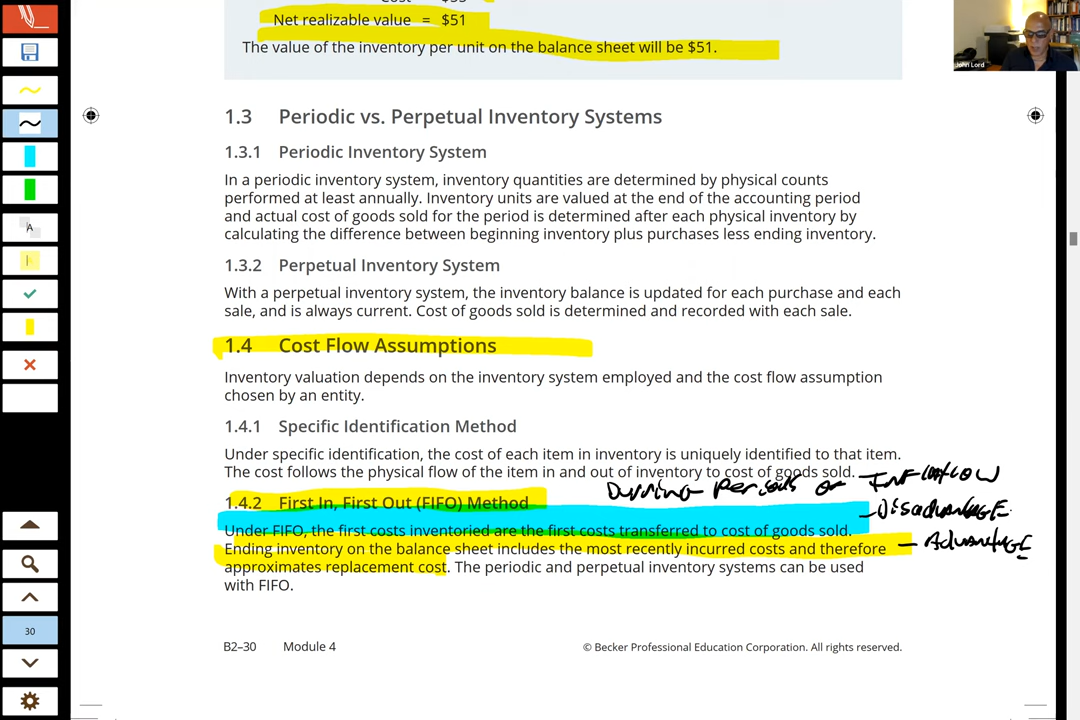 Net realizable value = $51
The value of the inventory per unit on the balance sheet will be $51.
John Lord
1.3 Periodic vs. Perpetual Inventory Systems
1.3.1 Periodic Inventory System
In a periodic inventory system, inventory quantities are determined by physical counts
performed at least annually. Inventory units are valued at the end of the accounting period
and actual cost of goods sold for the period is determined after each physical inventory by
calculating the difference between beginning inventory plus purchases less ending inventory.
1.3.2 Perpetual Inventory System
With a perpetual inventory system, the inventory balance is updated for each purchase and each
sale, and is always current. Cost of goods sold is determined and recorded with each sale.
1.4 Cost Flow Assumptions
Inventory valuation depends on the inventory system employed and the cost flow assumption
chosen by an entity.
1.4.1 Specific Identification Method
Under specific identification, the cost of each item in inventory is uniquely identified to that item.
The cost follows the physical flow of the item in and out of inventory to cost of goods sold.
During Periods of
1.4.2 First In, First Out (FIFO) Method
Under FIFO, the first costs inventoried are the first costs transferred to cost of goods sold.
- Disadvantage
Ending inventory on the balance sheet includes the most recently incurred costs and therefore
- Advantage
approximates replacement cost. The periodic and perpetual inventory systems can be used
with FIFO.
30
B2–30 Module 4 © Becker Professional Education Corporation. All rights reserved.